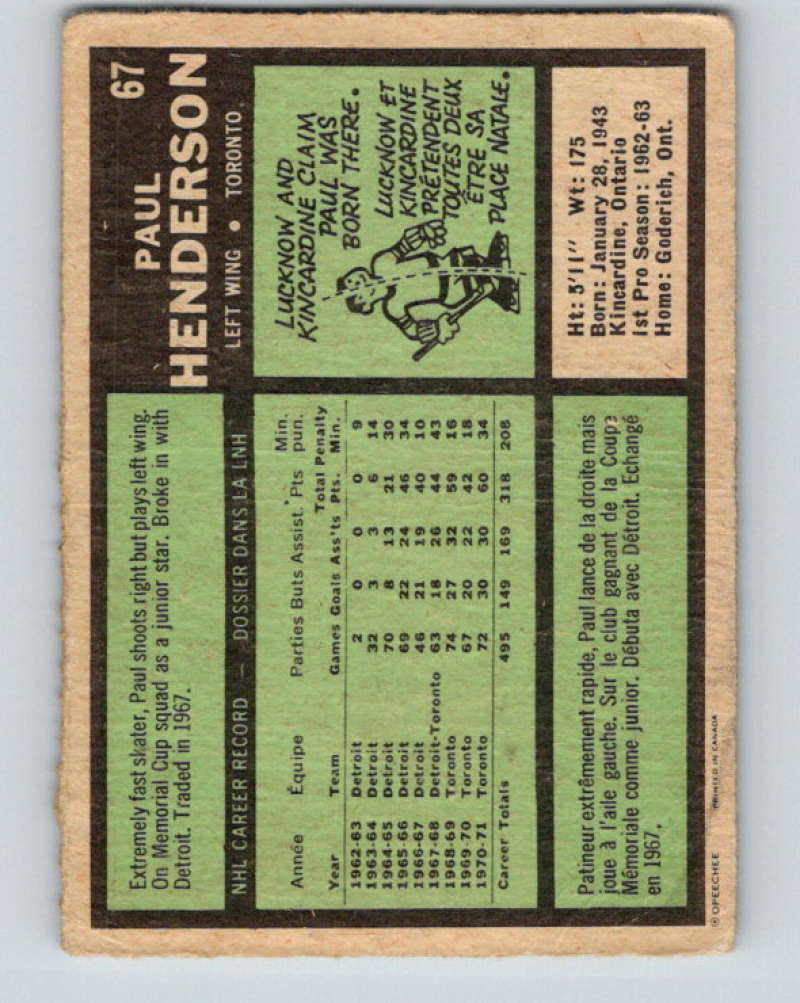 67
PAUL
HENDERSON
LEFT WING • TORONTO
Extremely fast skater, Paul shoots right but plays left wing.
On Memorial Cup squad as a junior star. Broke in with
Detroit. Traded in 1967.
LUCKNOW AND
KINCARDINE CLAIM
PAUL WAS
BORN THERE.
LUCKNOW ET
KINCARDINE
PRÉTENDENT
TOUTES DEUX
ÊTRE SA
PLACE NATALE.
NHL CAREER RECORD — DOSSIER DANS LA LNH
Année Équipe Parties Buts Assist. Pts Min. pun.
Year Team Games Goals Ass'ts Total Pts. Penalty Min.
1962-63 Detroit 2 0 0 0 9
1963-64 Detroit 32 3 3 6 14
1964-65 Detroit 70 8 13 21 30
1965-66 Detroit 69 22 24 46 34
1966-67 Detroit 46 21 19 40 10
1967-68 Detroit-Toronto 63 18 26 44 43
1968-69 Toronto 74 27 32 59 16
1969-70 Toronto 67 20 22 42 18
1970-71 Toronto 72 30 30 60 34
Career Totals 495 149 169 318 208
Ht: 5'11" Wt: 175
Born: January 28, 1943
Kincardine, Ontario
1st Pro Season: 1962-63
Home: Goderich, Ont.
Patineur extrêmement rapide, Paul lance de la droite mais
joue à l'aile gauche. Sur le club gagnant de la Coupe
Mémoriale comme junior. Débuta avec Détroit. Echangé
en 1967.
© OPEECHEE PRINTED IN CANADA